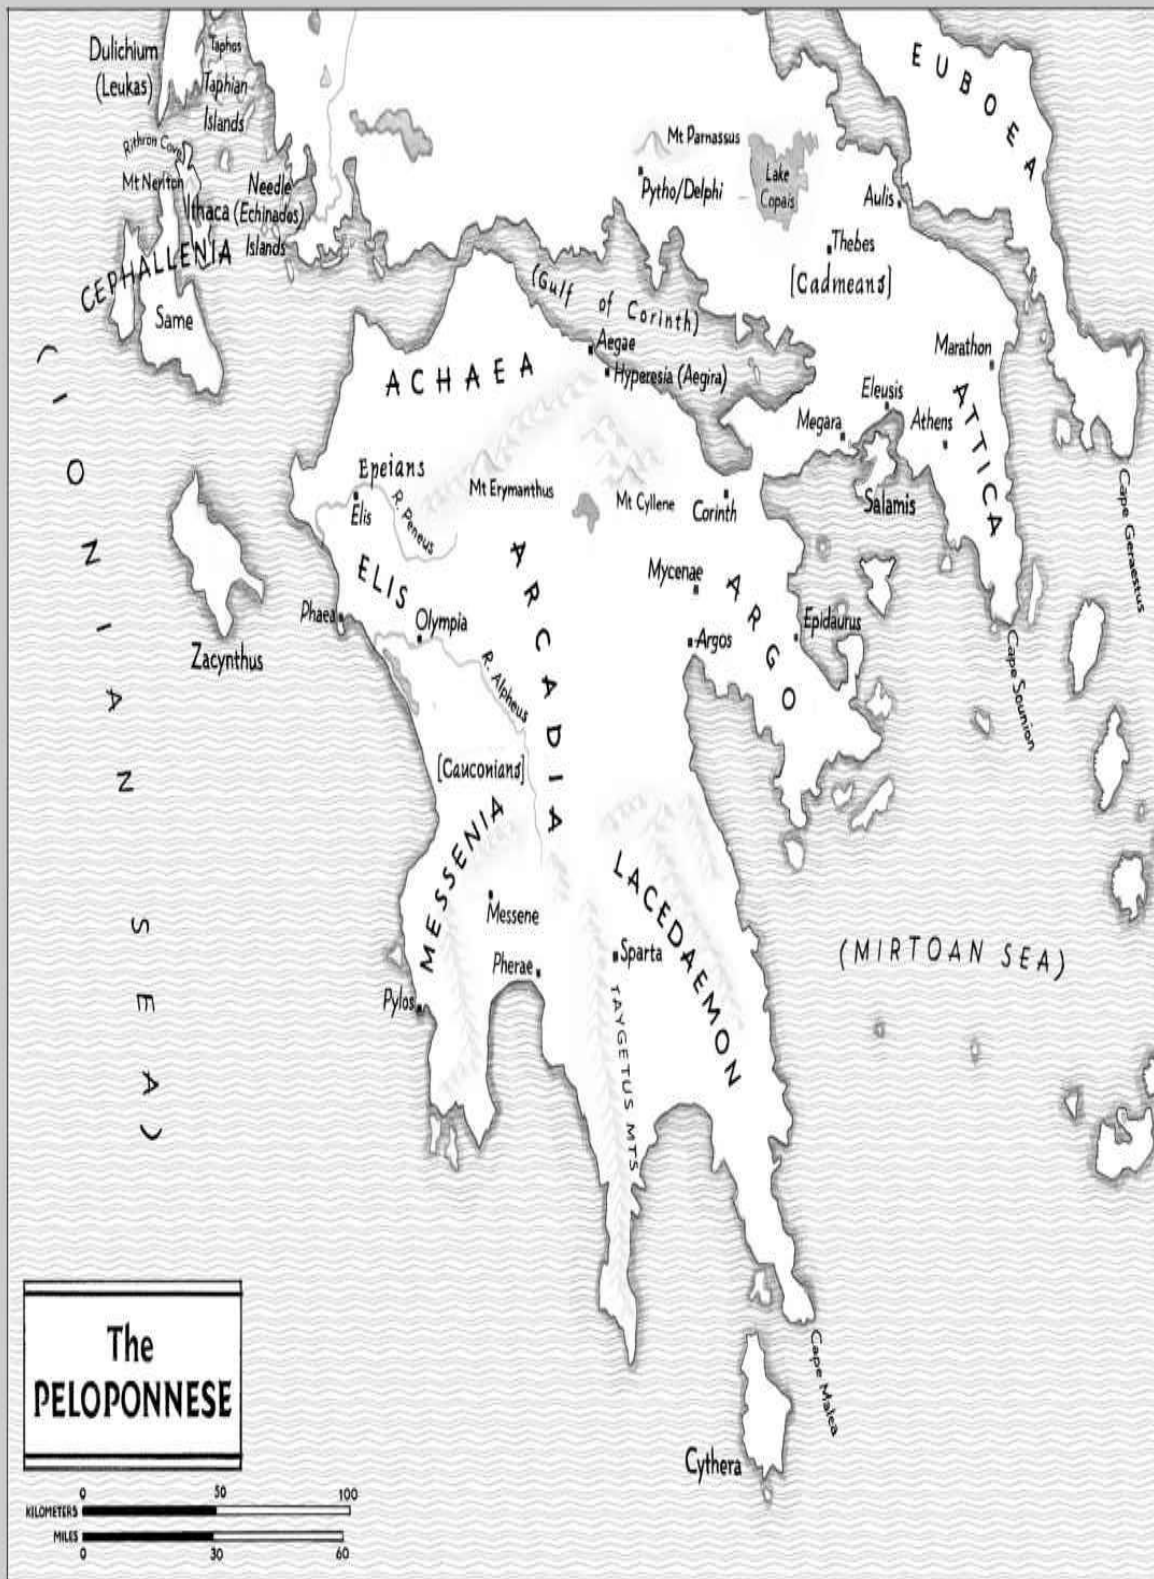 Dulichium
(Leukas)
Taphos
Taphian
Islands
Rithron Cove
Mt Neriton
Ithaca
Needle
(Echinades)
Islands
CEPHALLENIA
Same
EUBOEA
Mt Parnassus
Pytho/Delphi
Lake
Copais
Aulis
Thebes
[Cadmeans]
(Gulf of Corinth)
Aegae
Hyperesia (Aegira)
ACHAEA
Marathon
Eleusis
Megara
Athens
ATTICA
Salamis
Cape Geraestus
Epeians
Elis
R. Peneus
Mt Erymanthus
Mt Cyllene
Corinth
ELIS
ARCADIA
Mycenae
ARGO
Phaea
Olympia
R. Alpheus
Argos
Epidaurus
Cape Sounion
Zacynthus
(IONIAN SEA)
[Cauconians]
MESSENIA
Messene
Pherae
Pylos
LACEDAEMON
Sparta
TAYGETUS MTS
(MIRTOAN SEA)
Cape Malea
Cythera
The
PELOPONNESE
0 50 100
KILOMETERS
MILES
0 30 60